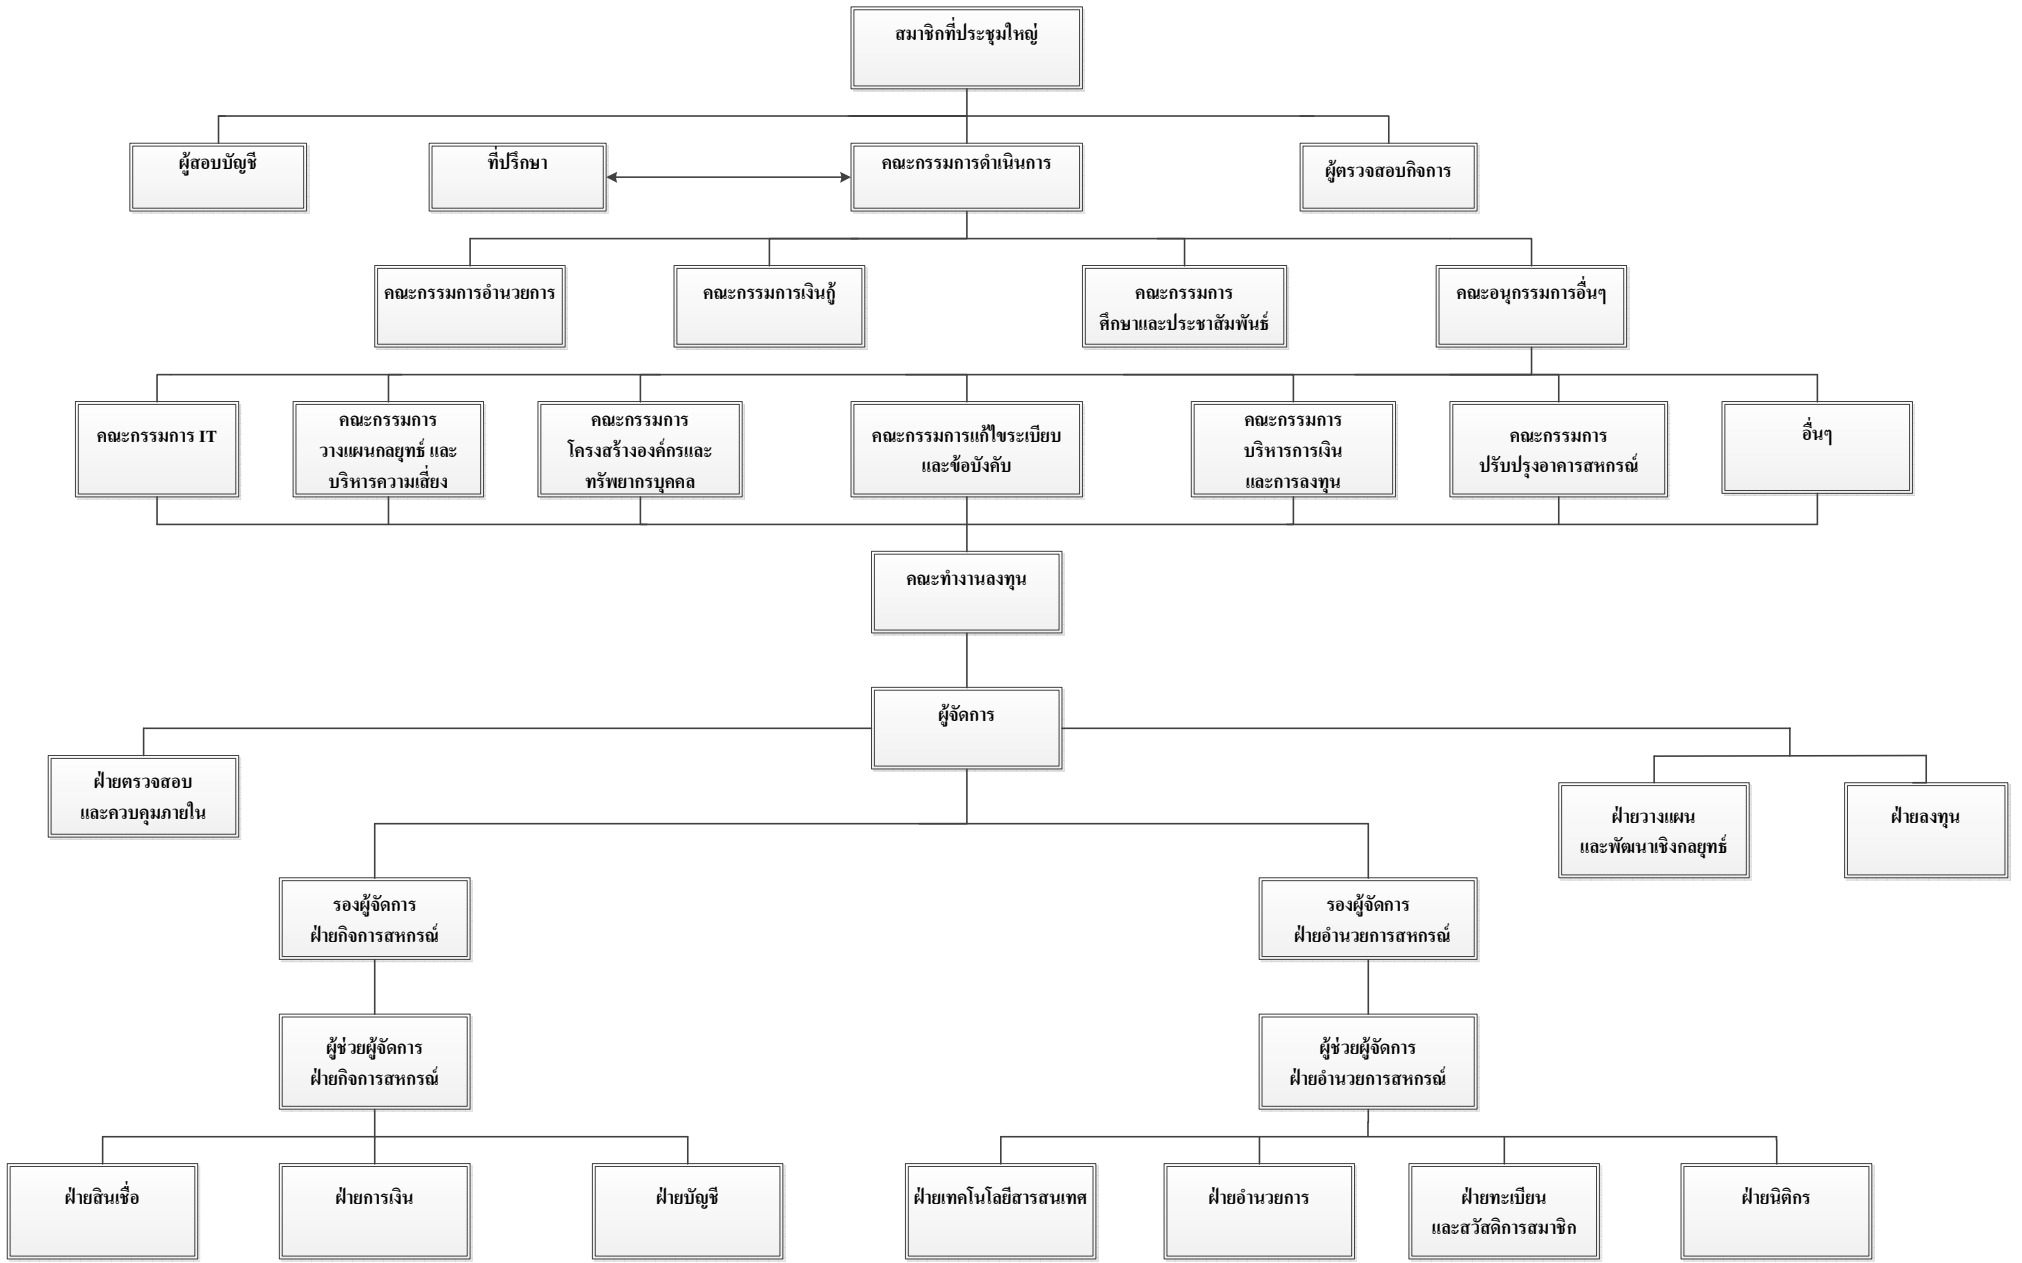 สมาชิกที่ประชุมใหญ่
ผู้สอบบัญชี
ที่ปรึกษา
คณะกรรมการดำเนินการ
ผู้ตรวจสอบกิจการ
คณะกรรมการอำนวยการ
คณะกรรมการเงินกู้
คณะกรรมการ
ศึกษาและประชาสัมพันธ์
คณะอนุกรรมการอื่นๆ
คณะกรรมการ IT
คณะกรรมการ
วางแผนกลยุทธ์ และ
บริหารความเสี่ยง
คณะกรรมการ
โครงสร้างองค์กรและ
ทรัพยากรบุคคล
คณะกรรมการแก้ไขระเบียบ
และข้อบังคับ
คณะกรรมการ
บริหารการเงิน
และการลงทุน
คณะกรรมการ
ปรับปรุงอาคารสหกรณ์
อื่นๆ
คณะทำงานลงทุน
ผู้จัดการ
ฝ่ายตรวจสอบ
และควบคุมภายใน
ฝ่ายวางแผน
และพัฒนาเชิงกลยุทธ์
ฝ่ายลงทุน
รองผู้จัดการ
ฝ่ายกิจการสหกรณ์
รองผู้จัดการ
ฝ่ายอำนวยการสหกรณ์
ผู้ช่วยผู้จัดการ
ฝ่ายกิจการสหกรณ์
ผู้ช่วยผู้จัดการ
ฝ่ายอำนวยการสหกรณ์
ฝ่ายสินเชื่อ
ฝ่ายการเงิน
ฝ่ายบัญชี
ฝ่ายเทคโนโลยีสารสนเทศ
ฝ่ายอำนวยการ
ฝ่ายทะเบียน
และสวัสดิการสมาชิก
ฝ่ายนิติกร